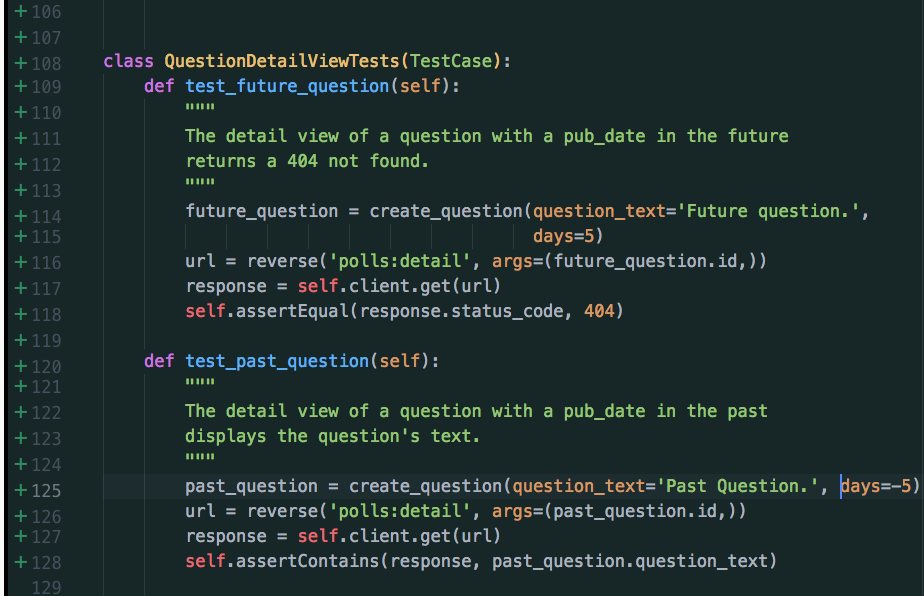 + 106
+ 107
+ 108 class QuestionDetailViewTests(TestCase):
+ 109     def test_future_question(self):
+ 110         """
+ 111         The detail view of a question with a pub_date in the future
+ 112         returns a 404 not found.
+ 113         """
+ 114         future_question = create_question(question_text='Future question.',
+ 115                                           days=5)
+ 116         url = reverse('polls:detail', args=(future_question.id,))
+ 117         response = self.client.get(url)
+ 118         self.assertEqual(response.status_code, 404)
+ 119
+ 120     def test_past_question(self):
+ 121         """
+ 122         The detail view of a question with a pub_date in the past
+ 123         displays the question's text.
+ 124         """
+ 125         past_question = create_question(question_text='Past Question.', days=-5)
+ 126         url = reverse('polls:detail', args=(past_question.id,))
+ 127         response = self.client.get(url)
+ 128         self.assertContains(response, past_question.question_text)
129